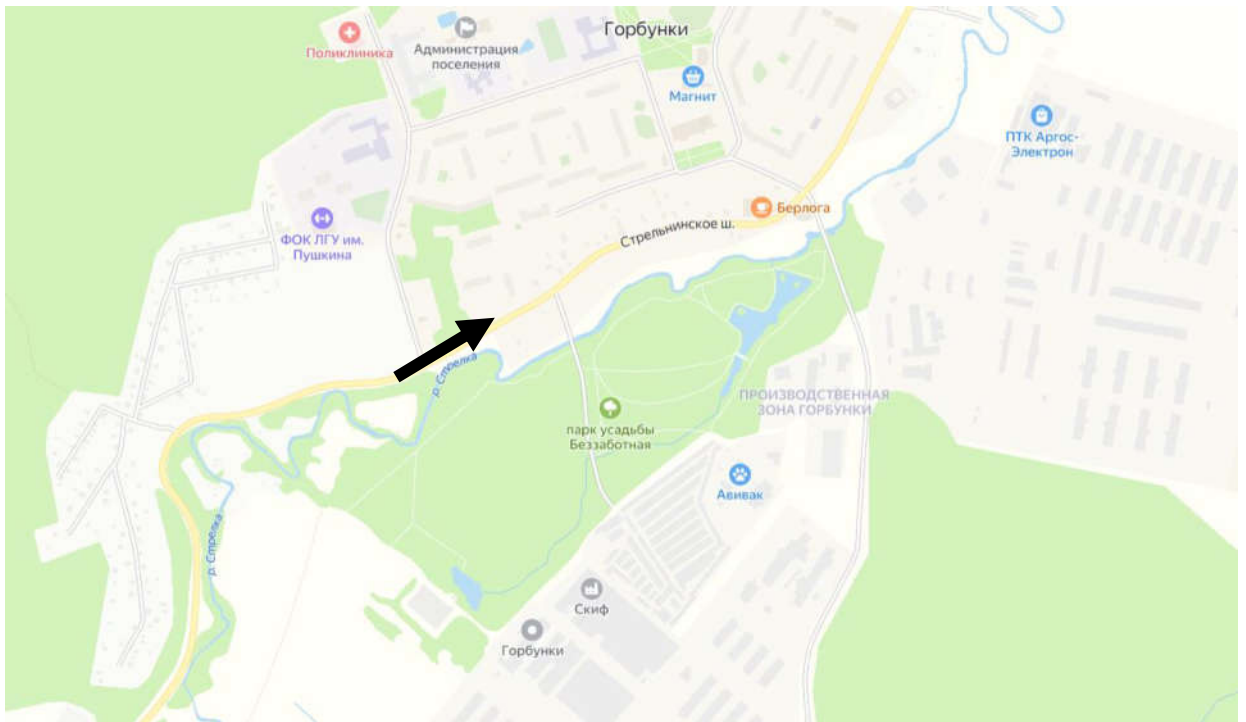 Горбунки
Поликлиника
Администрация
поселения
Магнит
ПТК Аргос-
Электрон
Берлога
ФОК ЛГУ им.
Пушкина
Стрельнинское ш.
р. Стрелка
ПРОИЗВОДСТВЕННАЯ
ЗОНА ГОРБУНКИ
парк усадьбы
Беззаботная
Авивак
р. Стрелка
Скиф
Горбунки